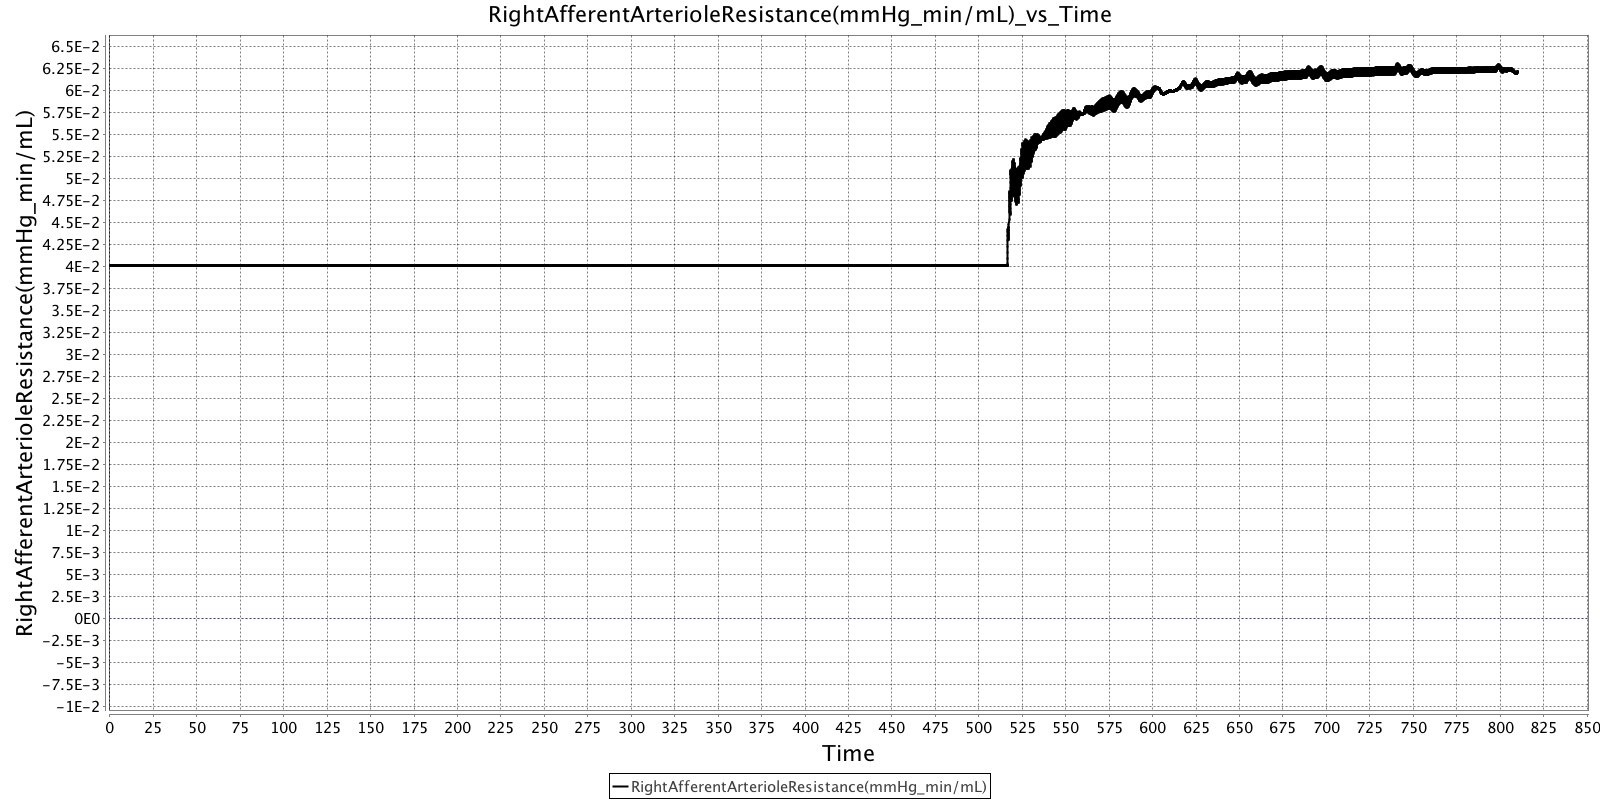 RightAfferentArterioleResistance(mmHg_min/mL)_vs_Time
RightAfferentArterioleResistance(mmHg_min/mL)
6.5E-2
6.25E-2
6E-2
5.75E-2
5.5E-2
5.25E-2
5E-2
4.75E-2
4.5E-2
4.25E-2
4E-2
3.75E-2
3.5E-2
3.25E-2
3E-2
2.75E-2
2.5E-2
2.25E-2
2E-2
1.75E-2
1.5E-2
1.25E-2
1E-2
7.5E-3
5E-3
2.5E-3
0E0
-2.5E-3
-5E-3
-7.5E-3
-1E-2
0 25 50 75 100 125 150 175 200 225 250 275 300 325 350 375 400 425 450 475 500 525 550 575 600 625 650 675 700 725 750 775 800 825 850
Time
RightAfferentArterioleResistance(mmHg_min/mL)